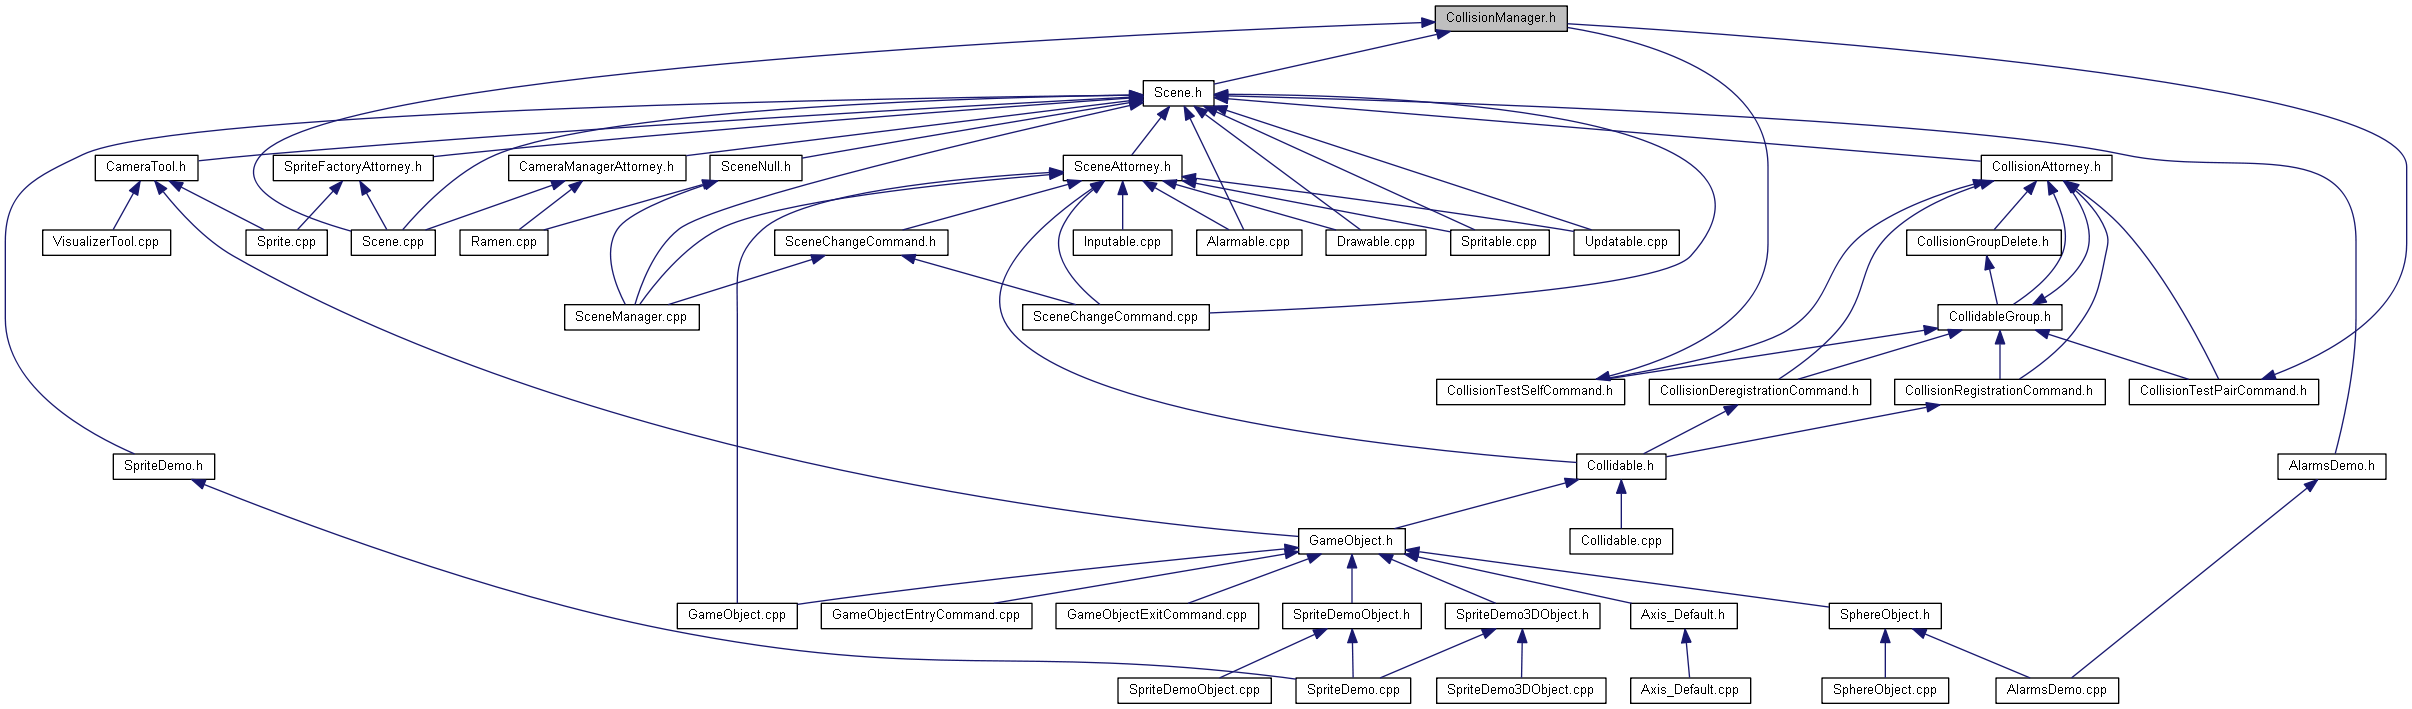 CollisionManager.h
Scene.h
CameraTool.h
SpriteFactoryAttorney.h
CameraManagerAttorney.h
SceneNull.h
SceneAttorney.h
CollisionAttorney.h
VisualizerTool.cpp
Sprite.cpp
Scene.cpp
Ramen.cpp
SceneChangeCommand.h
Inputable.cpp
Alarmable.cpp
Drawable.cpp
Spritable.cpp
Updatable.cpp
CollisionGroupDelete.h
SceneManager.cpp
SceneChangeCommand.cpp
CollidableGroup.h
CollisionTestSelfCommand.h
CollisionDeregistrationCommand.h
CollisionRegistrationCommand.h
CollisionTestPairCommand.h
SpriteDemo.h
Collidable.h
AlarmsDemo.h
GameObject.h
Collidable.cpp
GameObject.cpp
GameObjectEntryCommand.cpp
GameObjectExitCommand.cpp
SpriteDemoObject.h
SpriteDemo3DObject.h
Axis_Default.h
SphereObject.h
SpriteDemoObject.cpp
SpriteDemo.cpp
SpriteDemo3DObject.cpp
Axis_Default.cpp
SphereObject.cpp
AlarmsDemo.cpp